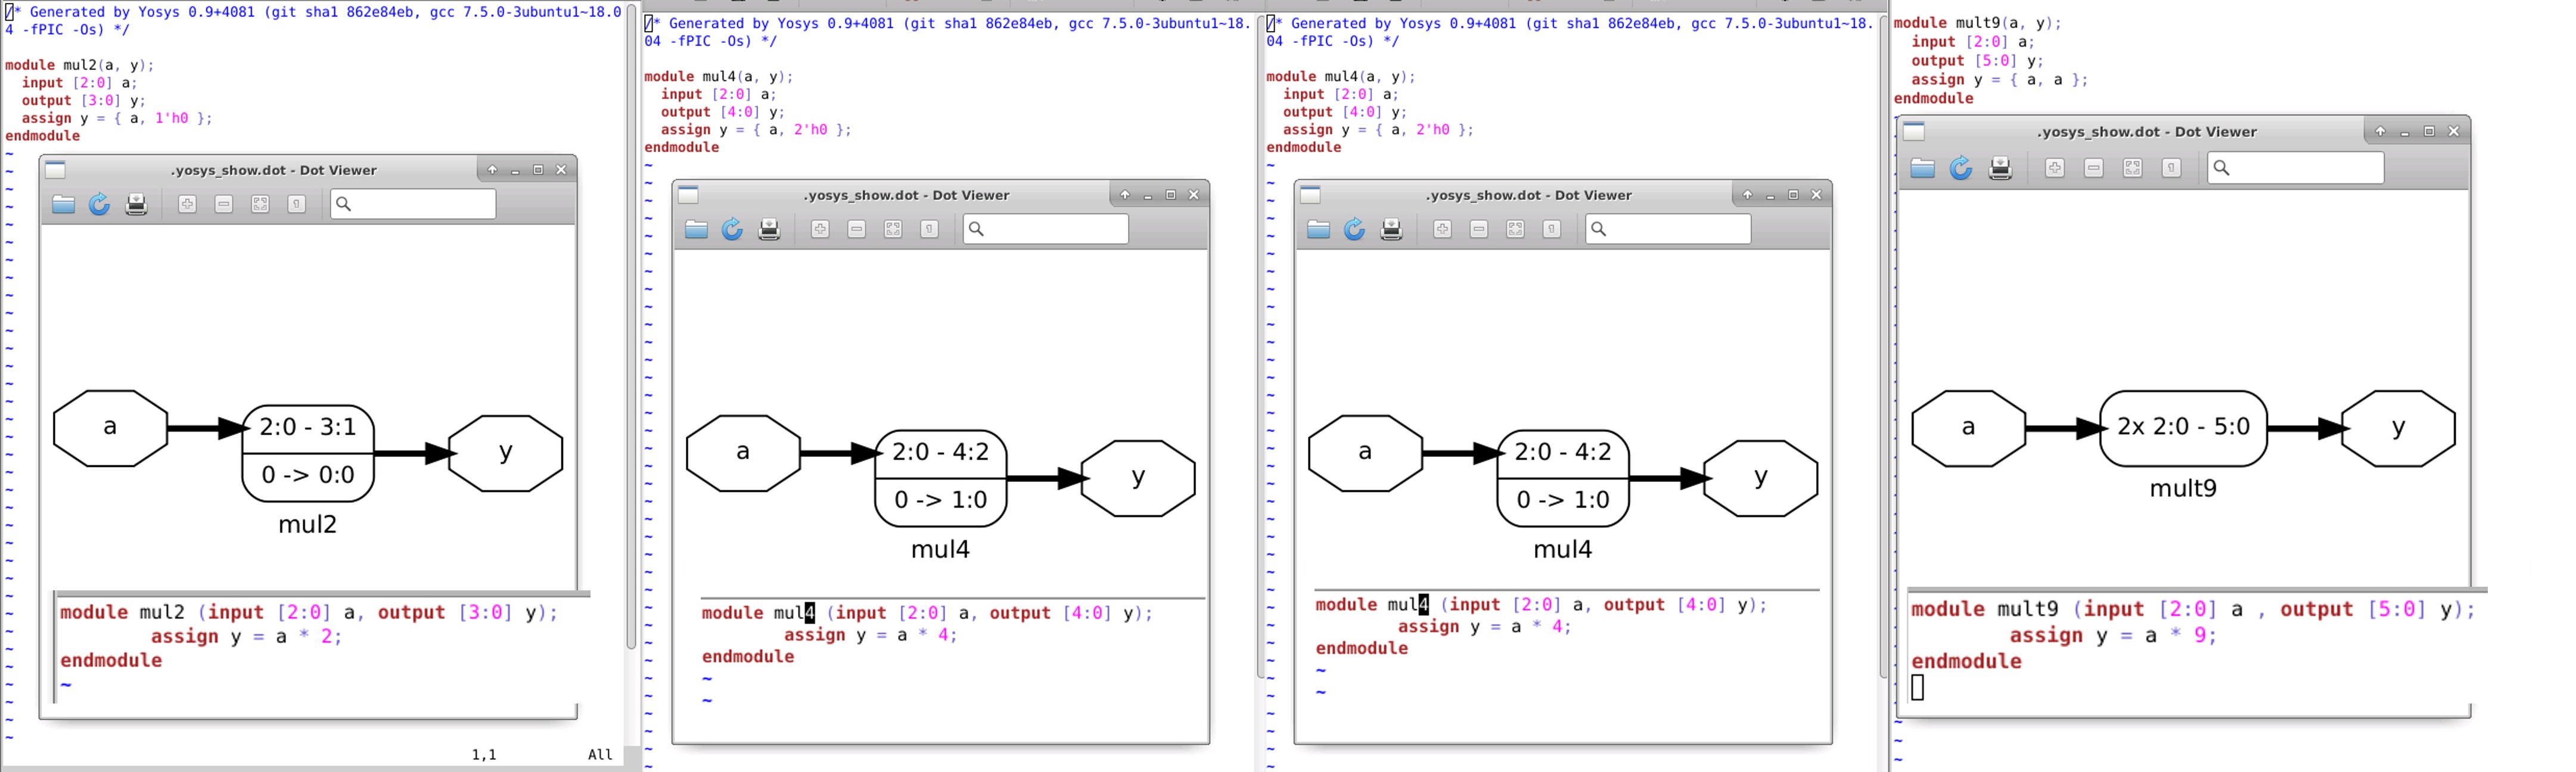 /* Generated by Yosys 0.9+4081 (git sha1 862e84eb, gcc 7.5.0-3ubuntu1~18.0
4 -fPIC -Os) */
module mul2(a, y);
  input [2:0] a;
  output [3:0] y;
  assign y = { a, 1'h0 };
endmodule
.yosys_show.dot - Dot Viewer
a
2:0 - 3:1
0 -> 0:0
y
mul2
module mul2 (input [2:0] a, output [3:0] y);
        assign y = a * 2;
endmodule
~
1,1 All
/* Generated by Yosys 0.9+4081 (git sha1 862e84eb, gcc 7.5.0-3ubuntu1~18.
04 -fPIC -Os) */
module mul4(a, y);
  input [2:0] a;
  output [4:0] y;
  assign y = { a, 2'h0 };
endmodule
.yosys_show.dot - Dot Viewer
a
2:0 - 4:2
0 -> 1:0
y
mul4
module mul4 (input [2:0] a, output [4:0] y);
        assign y = a * 4;
endmodule
~
~
/* Generated by Yosys 0.9+4081 (git sha1 862e84eb, gcc 7.5.0-3ubuntu1~18.
04 -fPIC -Os) */
module mul4(a, y);
  input [2:0] a;
  output [4:0] y;
  assign y = { a, 2'h0 };
endmodule
.yosys_show.dot - Dot Viewer
a
2:0 - 4:2
0 -> 1:0
y
mul4
module mul4 (input [2:0] a, output [4:0] y);
        assign y = a * 4;
endmodule
~
~
module mult9(a, y);
  input [2:0] a;
  output [5:0] y;
  assign y = { a, a };
endmodule
.yosys_show.dot - Dot Viewer
a
2x 2:0 - 5:0
y
mult9
module mult9 (input [2:0] a , output [5:0] y);
        assign y = a * 9;
endmodule